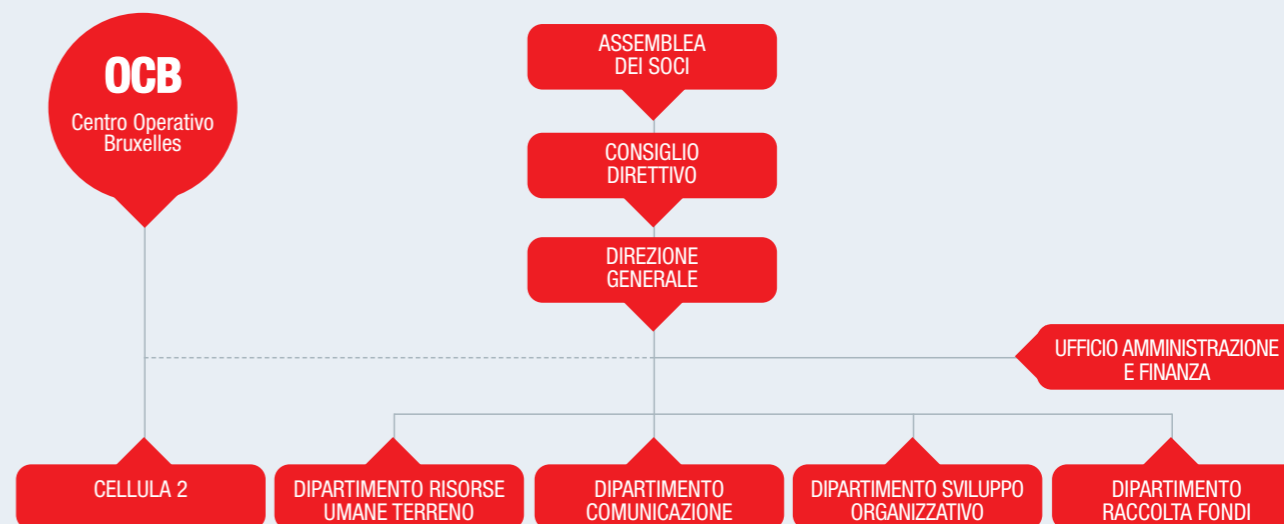 OCB
Centro Operativo
Bruxelles
ASSEMBLEA
DEI SOCI
CONSIGLIO
DIRETTIVO
DIREZIONE
GENERALE
UFFICIO AMMINISTRAZIONE
E FINANZA
CELLULA 2
DIPARTIMENTO RISORSE
UMANE TERRENO
DIPARTIMENTO
COMUNICAZIONE
DIPARTIMENTO SVILUPPO
ORGANIZZATIVO
DIPARTIMENTO
RACCOLTA FONDI